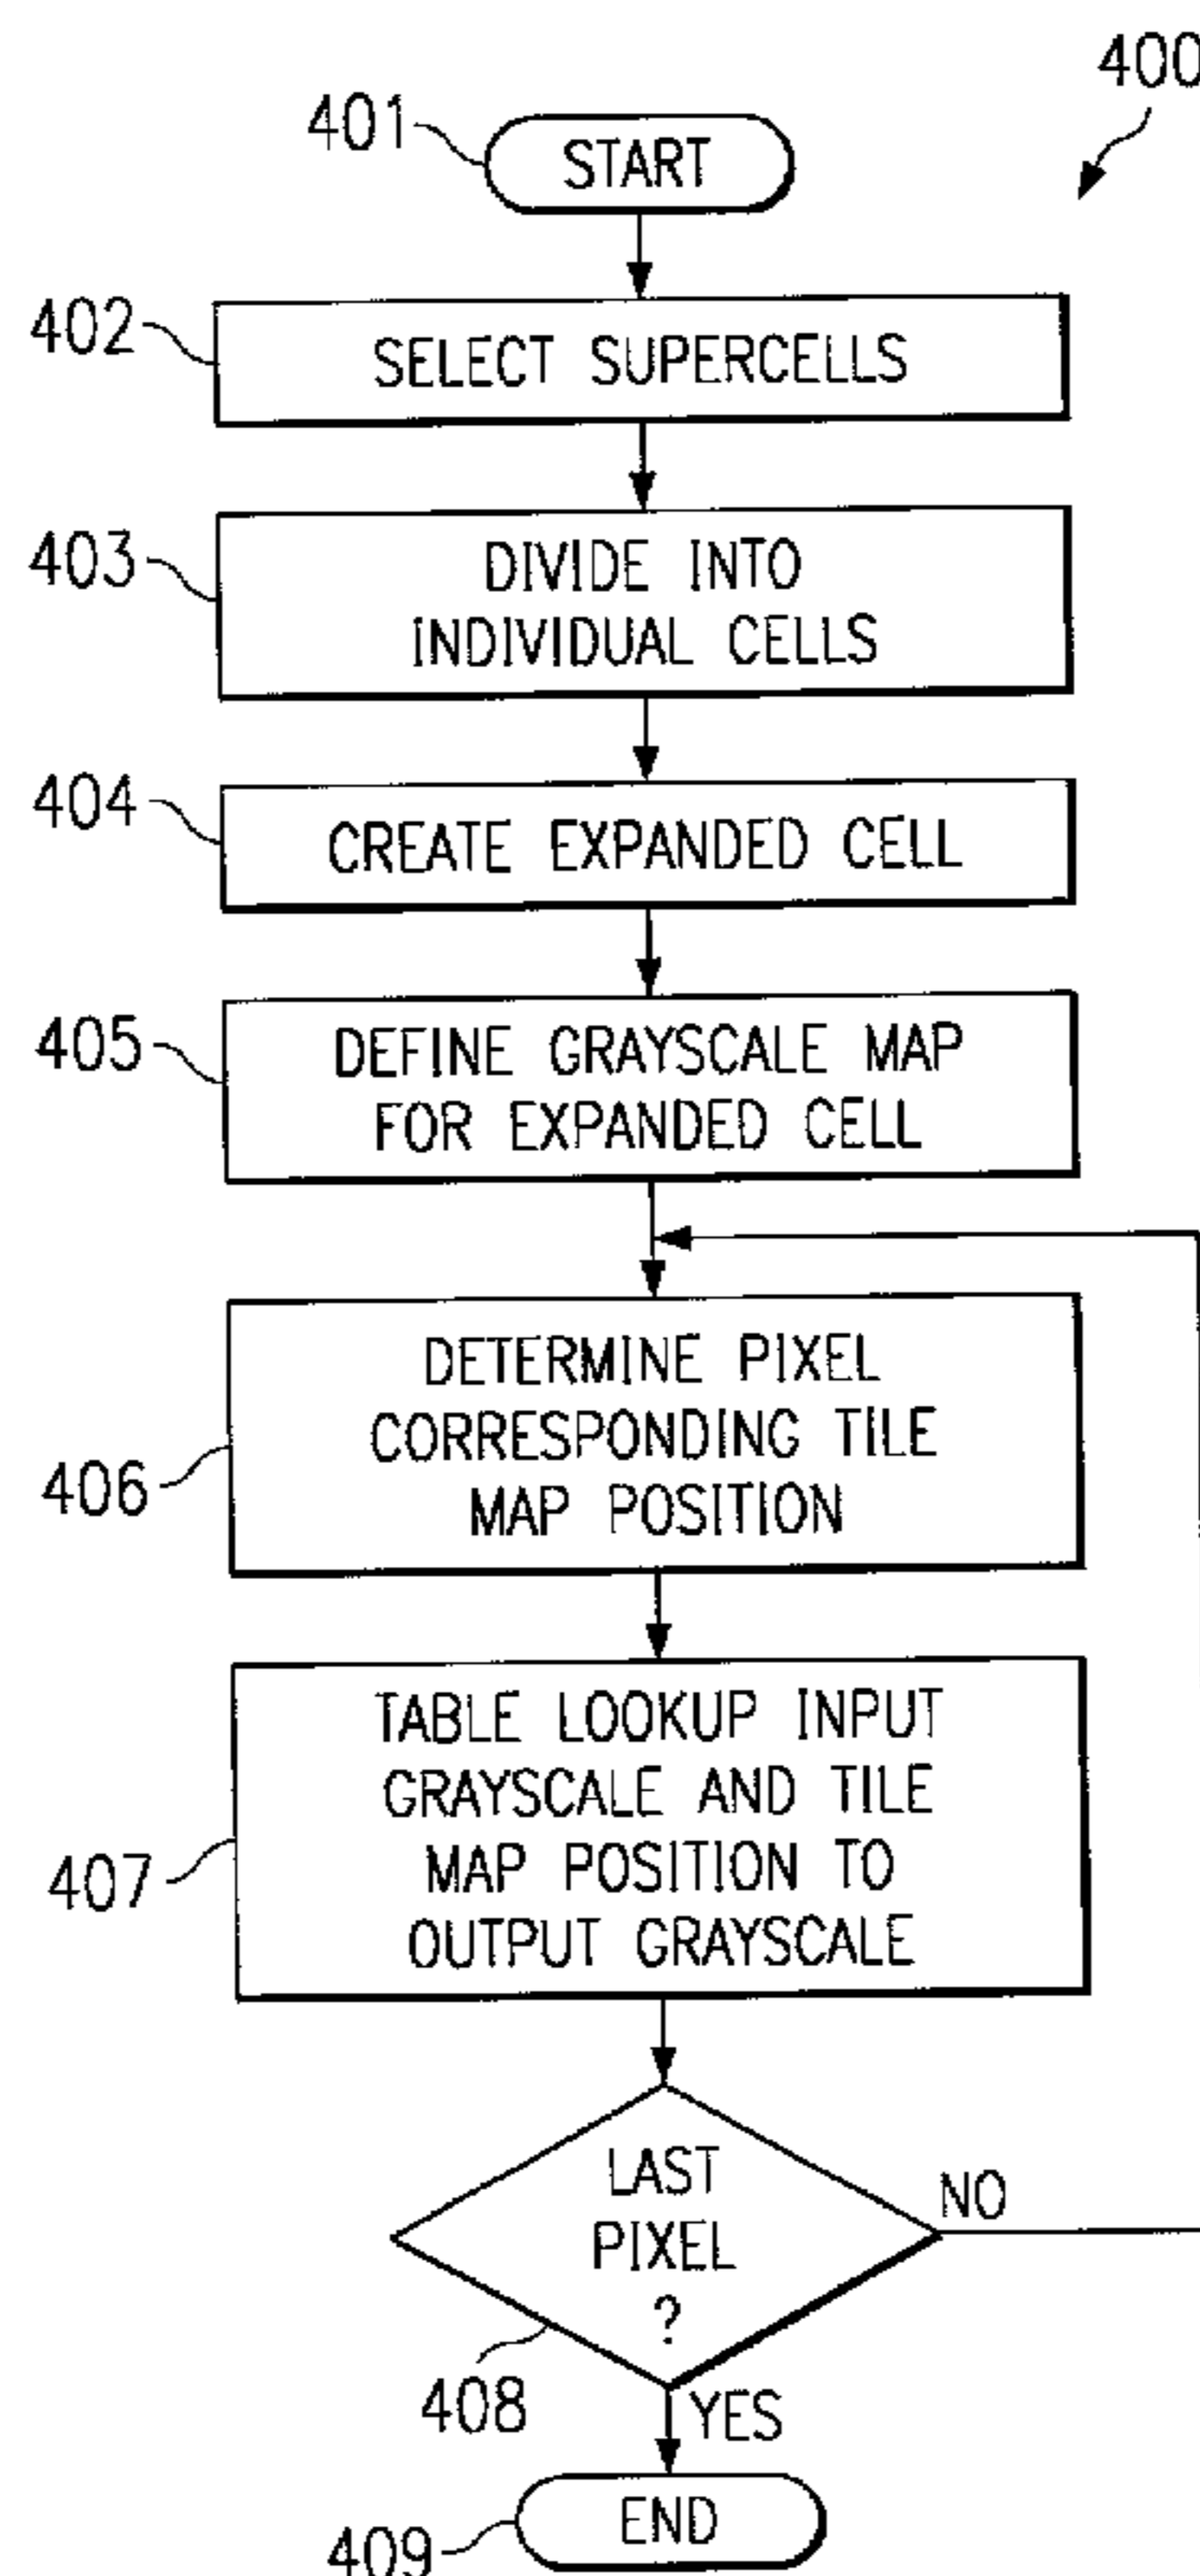 400
401
START
402
SELECT SUPERCELLS
403
DIVIDE INTO
INDIVIDUAL CELLS
404
CREATE EXPANDED CELL
405
DEFINE GRAYSCALE MAP
FOR EXPANDED CELL
406
DETERMINE PIXEL
CORRESPONDING TILE
MAP POSITION
407
TABLE LOOKUP INPUT
GRAYSCALE AND TILE
MAP POSITION TO
OUTPUT GRAYSCALE
408
LAST
PIXEL
?
NO
YES
409
END